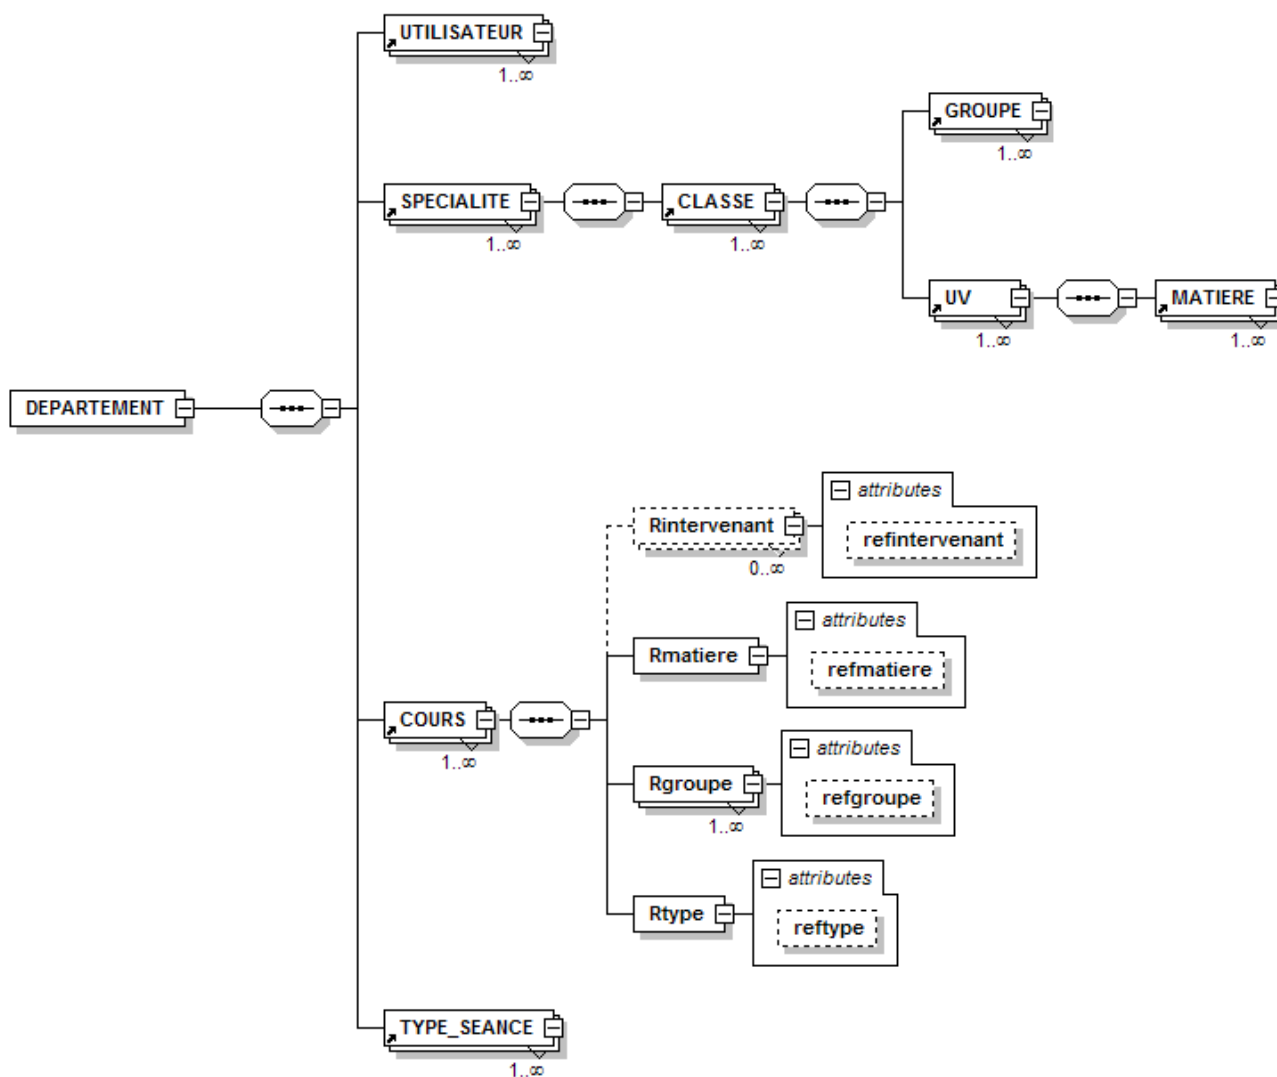 UTILISATEUR
1..∞
GROUPE
1..∞
SPECIALITE
1..∞
CLASSE
1..∞
UV
1..∞
MATIERE
1..∞
DEPARTEMENT
attributes
Rintervenant
0..∞
refintervenant
attributes
Rmatiere
refmatiere
COURS
1..∞
attributes
Rgroupe
1..∞
refgroupe
attributes
Rtype
reftype
TYPE_SEANCE
1..∞